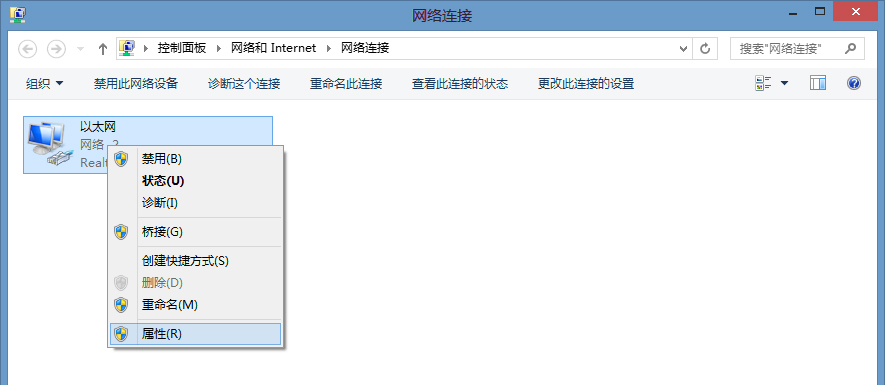 网络连接
控制面板 网络和 Internet 网络连接
搜索"网络连接"
组织 禁用此网络设备 诊断这个连接 重命名此连接 查看此连接的状态 更改此连接的设置
以太网
网络 2
Realt
禁用(B)
状态(U)
诊断(I)
桥接(G)
创建快捷方式(S)
删除(D)
重命名(M)
属性(R)